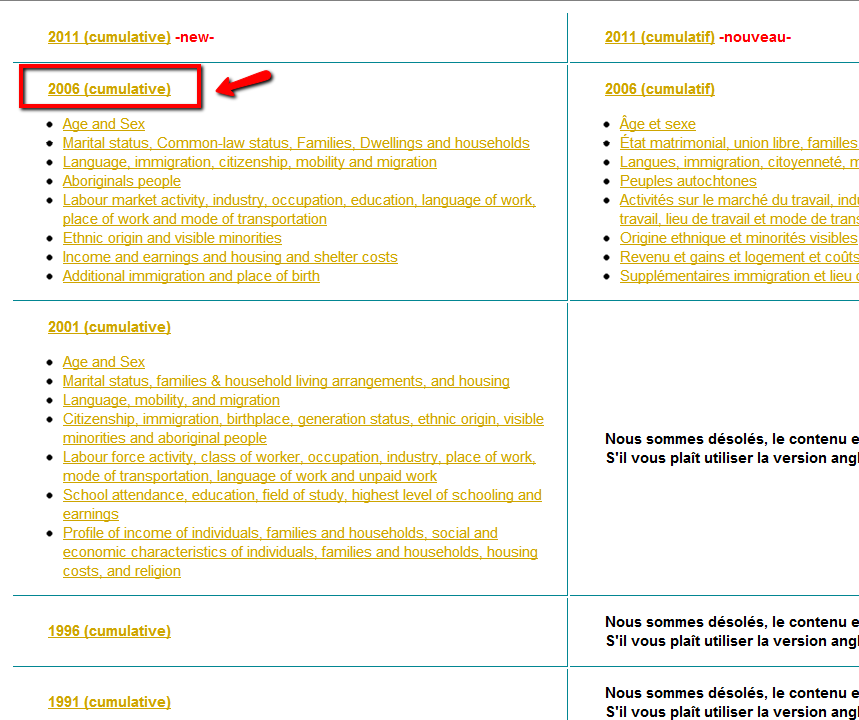 2011 (cumulative) -new-
2011 (cumulatif) -nouveau-
2006 (cumulative)
Age and Sex
Marital status, Common-law status, Families, Dwellings and households
Language, immigration, citizenship, mobility and migration
Aboriginals people
Labour market activity, industry, occupation, education, language of work,
place of work and mode of transportation
Ethnic origin and visible minorities
Income and earnings and housing and shelter costs
Additional immigration and place of birth
2006 (cumulatif)
Âge et sexe
État matrimonial, union libre, familles
Langues, immigration, citoyenneté,
Peuples autochtones
Activités sur le marché du travail,
travail, lieu de travail et mode de
Origine ethnique et minorités visibles
Revenu et gains et logement et coûts
Supplémentaires immigration et lieu
2001 (cumulative)
Age and Sex
Marital status, families & household living arrangements, and housing
Language, mobility, and migration
Citizenship, immigration, birthplace, generation status, ethnic origin, visible
minorities and aboriginal people
Labour force activity, class of worker, occupation, industry, place of work,
mode of transportation, language of work and unpaid work
School attendance, education, field of study, highest level of schooling and
earnings
Profile of income of individuals, families and households, social and
economic characteristics of individuals, families and households, housing
costs, and religion
Nous sommes désolés, le contenu
S'il vous plaît utiliser la version
1996 (cumulative)
Nous sommes désolés, le contenu
S'il vous plaît utiliser la version
1991 (cumulative)
Nous sommes désolés, le contenu
S'il vous plaît utiliser la version